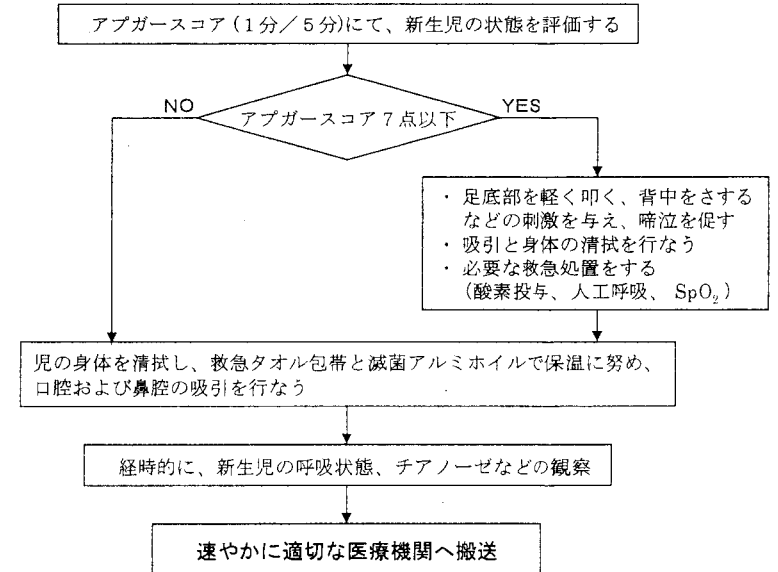 アプガースコア(1分／5分)にて、新生児の状態を評価する
NO
アプガースコア7点以下
YES
・足底部を軽く叩く、背中をさする
などの刺激を与え、啼泣を促す
・吸引と身体の清拭を行なう
・必要な救急処置をする
(酸素投与、人工呼吸、SpO₂)
児の身体を清拭し、救急タオル包帯と滅菌アルミホイルで保温に努め、
口腔および鼻腔の吸引を行なう
経時的に、新生児の呼吸状態、チアノーゼなどの観察
速やかに適切な医療機関へ搬送